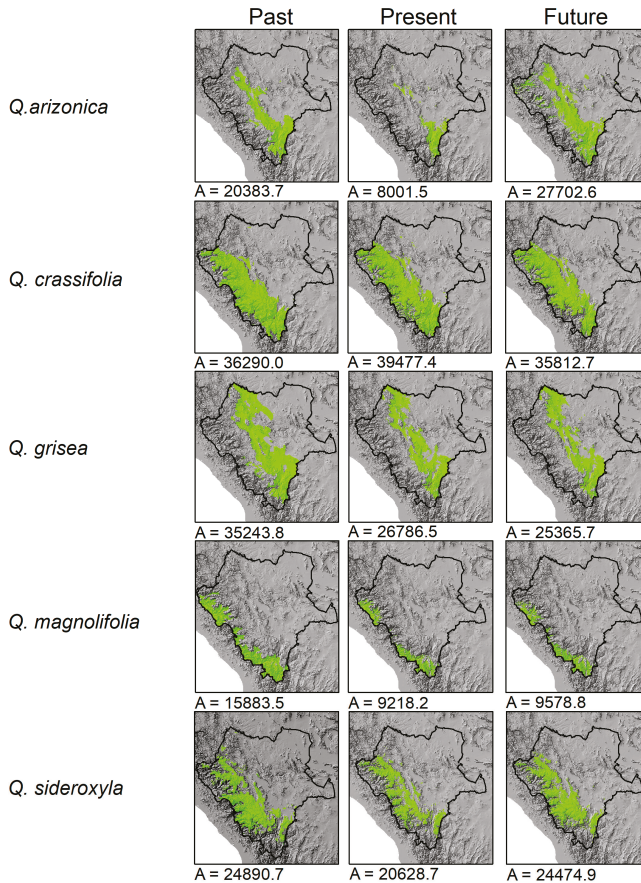 Past Present Future
Q.arizonica
A = 20383.7 A = 8001.5 A = 27702.6
Q. crassifolia
A = 36290.0 A = 39477.4 A = 35812.7
Q. grisea
A = 35243.8 A = 26786.5 A = 25365.7
Q. magnolifolia
A = 15883.5 A = 9218.2 A = 9578.8
Q. sideroxyla
A = 24890.7 A = 20628.7 A = 24474.9